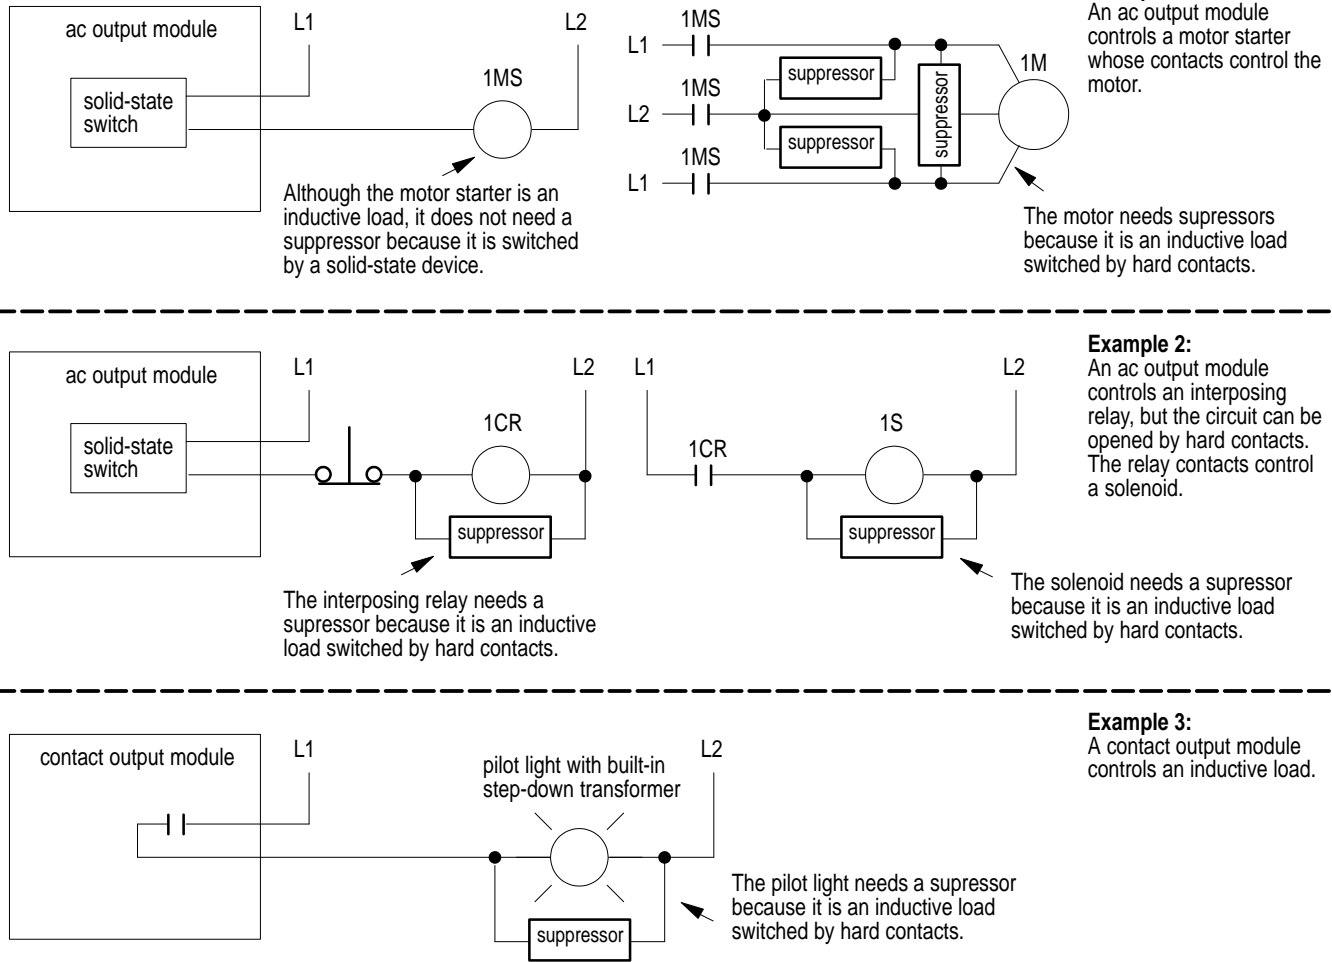 ac output module
L1
L2
1MS
solid-state
switch
Although the motor starter is an
inductive load, it does not need a
suppressor because it is switched
by a solid-state device.
1MS
L1
suppressor
1M
1MS
L2
suppressor
suppressor
1MS
L1
An ac output module
controls a motor starter
whose contacts control the
motor.
The motor needs supressors
because it is an inductive load
switched by hard contacts.
Example 2:
An ac output module
controls an interposing
relay, but the circuit can be
opened by hard contacts.
The relay contacts control
a solenoid.
ac output module
L1
L2
solid-state
switch
1CR
suppressor
The interposing relay needs a
supressor because it is an inductive
load switched by hard contacts.
L1
L2
1CR
1S
suppressor
The solenoid needs a supressor
because it is an inductive load
switched by hard contacts.
Example 3:
A contact output module
controls an inductive load.
contact output module
L1
L2
pilot light with built-in
step-down transformer
suppressor
The pilot light needs a supressor
because it is an inductive load
switched by hard contacts.